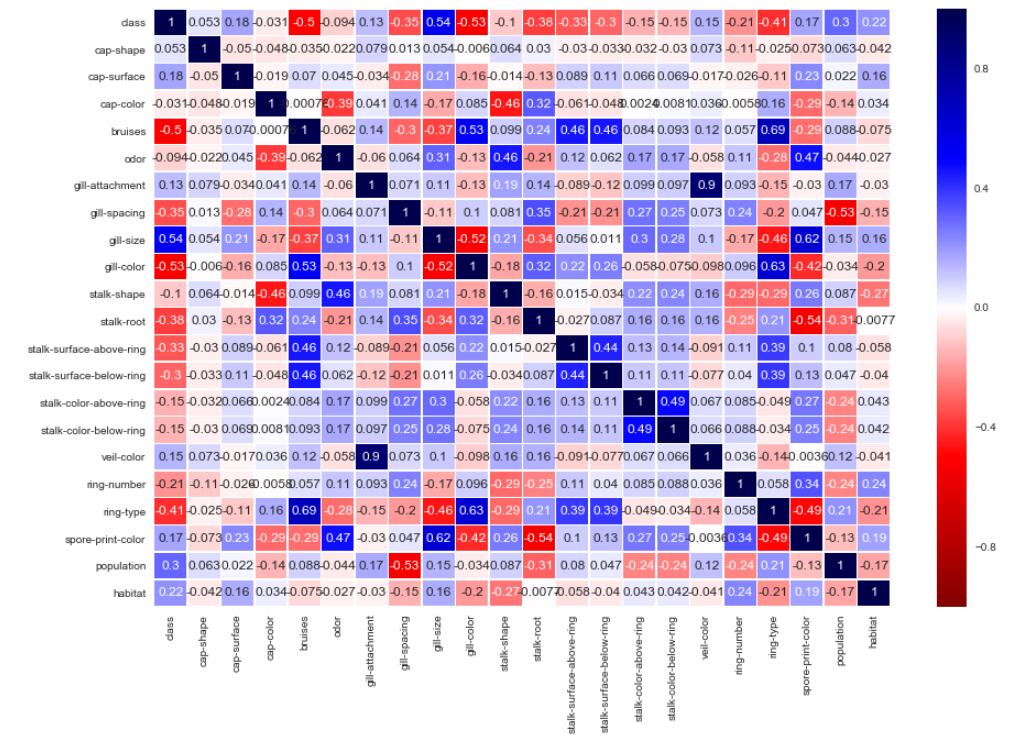 class 1 0.053 0.18 -0.031 -0.5 -0.094 0.13 -0.35 0.54 -0.53 -0.1 -0.38 -0.33 -0.3 -0.15 -0.15 0.15 -0.21 -0.41 0.17 0.3 0.22
cap-shape 0.053 1 -0.05 -0.048 -0.035 -0.022 0.079 0.013 0.054 -0.006 0.064 0.03 -0.03 -0.033 -0.032 -0.03 0.073 -0.11 -0.025 -0.073 0.063 -0.042
0.8
cap-surface 0.18 -0.05 1 -0.019 0.07 0.045 -0.034 -0.28 0.21 -0.16 -0.014 -0.13 0.089 0.11 0.066 0.069 -0.017 -0.026 -0.11 0.23 0.022 0.16
cap-color -0.031 -0.048 -0.019 1 -0.39 0.041 0.14 -0.17 0.085 -0.46 0.32 -0.061 -0.048 0.0024 0.0081 0.036 -0.0058 0.16 -0.29 -0.14 0.034
bruises -0.5 -0.035 0.07 1 -0.062 0.14 -0.3 -0.37 0.53 0.099 0.24 0.46 0.46 0.084 0.093 0.12 0.057 0.69 -0.29 0.088 -0.075
odor -0.094 -0.022 0.045 -0.39 -0.062 1 -0.06 0.064 0.31 -0.13 0.46 -0.21 0.12 0.062 0.17 0.17 -0.058 0.11 -0.28 0.47 -0.044 -0.027
gill-attachment 0.13 0.079 -0.034 0.041 0.14 -0.06 1 0.071 0.11 -0.13 0.19 0.14 -0.089 -0.12 0.099 0.097 0.9 0.093 -0.15 -0.03 0.17 -0.03
0.4
gill-spacing -0.35 0.013 -0.28 0.14 -0.3 0.064 0.071 1 -0.11 0.1 0.081 0.35 -0.21 -0.21 0.27 0.25 0.073 0.24 -0.2 0.047 -0.53 -0.15
gill-size 0.54 0.054 0.21 -0.17 -0.37 0.31 0.11 -0.11 1 -0.52 0.21 -0.34 0.056 0.011 0.3 0.28 0.1 -0.17 -0.46 0.62 0.15 0.16
gill-color -0.53 -0.006 -0.16 0.085 0.53 -0.13 -0.13 0.1 -0.52 1 -0.18 0.32 0.22 0.26 -0.058 -0.075 -0.098 0.096 0.63 -0.42 -0.034 -0.2
stalk-shape -0.1 0.064 -0.014 -0.46 0.099 0.46 0.19 0.081 0.21 -0.18 1 -0.16 0.015 -0.034 0.22 0.24 0.16 -0.29 -0.29 0.26 0.087 -0.27
0.0
stalk-root -0.38 0.03 -0.13 0.32 0.24 -0.21 0.14 0.35 -0.34 0.32 -0.16 1 -0.027 0.087 0.16 0.16 0.16 -0.25 0.21 -0.54 -0.31 -0.0077
stalk-surface-above-ring -0.33 -0.03 0.089 -0.061 0.46 0.12 -0.089 -0.21 0.056 0.22 0.015 -0.027 1 0.44 0.13 0.14 -0.091 0.11 0.39 0.1 0.08 -0.058
stalk-surface-below-ring -0.3 -0.033 0.11 -0.048 0.46 0.062 -0.12 -0.21 0.011 0.26 -0.034 0.087 0.44 1 0.11 0.11 -0.077 0.04 0.39 0.13 0.047 -0.04
stalk-color-above-ring -0.15 -0.032 0.066 0.0024 0.084 0.17 0.099 0.27 0.3 -0.058 0.22 0.16 0.13 0.11 1 0.49 0.067 0.085 -0.049 0.27 -0.24 0.043
stalk-color-below-ring -0.15 -0.03 0.069 0.0081 0.093 0.17 0.097 0.25 0.28 -0.075 0.24 0.16 0.14 0.11 0.49 1 0.066 0.088 -0.034 0.25 -0.24 0.042
-0.4
veil-color 0.15 0.073 -0.017 0.036 0.12 -0.058 0.9 0.073 0.1 -0.098 0.16 0.16 -0.091 -0.077 0.067 0.066 1 0.036 -0.14 -0.0036 0.12 -0.041
ring-number -0.21 -0.11 -0.026 -0.0058 0.057 0.11 0.093 0.24 -0.17 0.096 -0.29 -0.25 0.11 0.04 0.085 0.088 0.036 1 0.058 0.34 -0.24 0.24
ring-type -0.41 -0.025 -0.11 0.16 0.69 -0.28 -0.15 -0.2 -0.46 0.63 -0.29 0.21 0.39 0.39 -0.049 -0.034 -0.14 0.058 1 -0.49 0.21 -0.21
spore-print-color 0.17 -0.073 0.23 -0.29 -0.29 0.47 -0.03 0.047 0.62 -0.42 0.26 -0.54 0.1 0.13 0.27 0.25 -0.0036 0.34 -0.49 1 -0.13 0.19
-0.8
population 0.3 0.063 0.022 -0.14 0.088 -0.044 0.17 -0.53 0.15 -0.034 0.087 -0.31 0.08 0.047 -0.24 -0.24 0.12 -0.24 0.21 -0.13 1 -0.17
habitat 0.22 -0.042 0.16 0.034 -0.075 -0.027 -0.03 -0.15 0.16 -0.2 -0.27 -0.0077 -0.058 -0.04 0.043 0.042 -0.041 0.24 -0.21 0.19 -0.17 1
class
cap-shape
cap-surface
cap-color
bruises
odor
gill-attachment
gill-spacing
gill-size
gill-color
stalk-shape
stalk-root
stalk-surface-above-ring
stalk-surface-below-ring
stalk-color-above-ring
stalk-color-below-ring
veil-color
ring-number
ring-type
spore-print-color
population
habitat